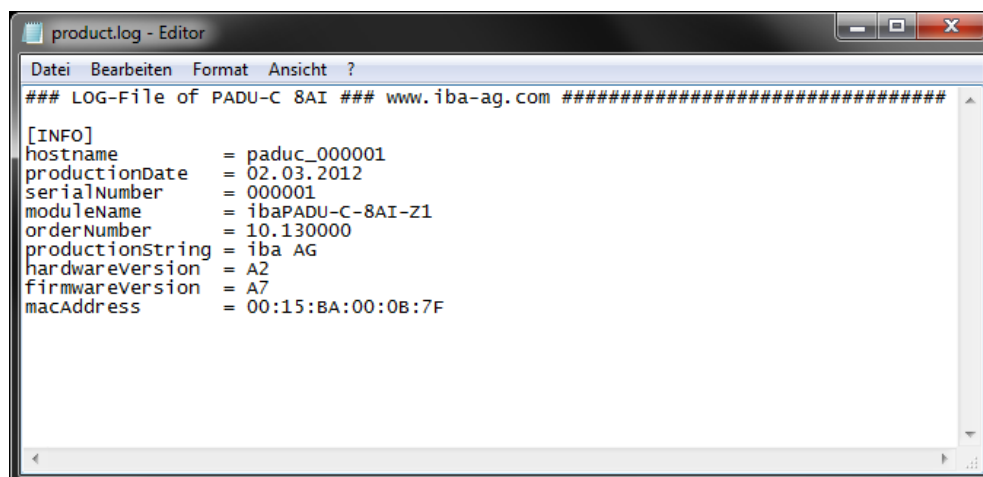 product.log - Editor
Datei Bearbeiten Format Ansicht ?
### LOG-File of PADU-C 8AI ### www.iba-ag.com #################################
[INFO]
hostname = paduc_000001
productionDate = 02.03.2012
serialNumber = 000001
moduleName = ibaPADU-C-8AI-Z1
orderNumber = 10.130000
productionString = iba AG
hardwareVersion = A2
firmwareVersion = A7
macAddress = 00:15:BA:00:0B:7F